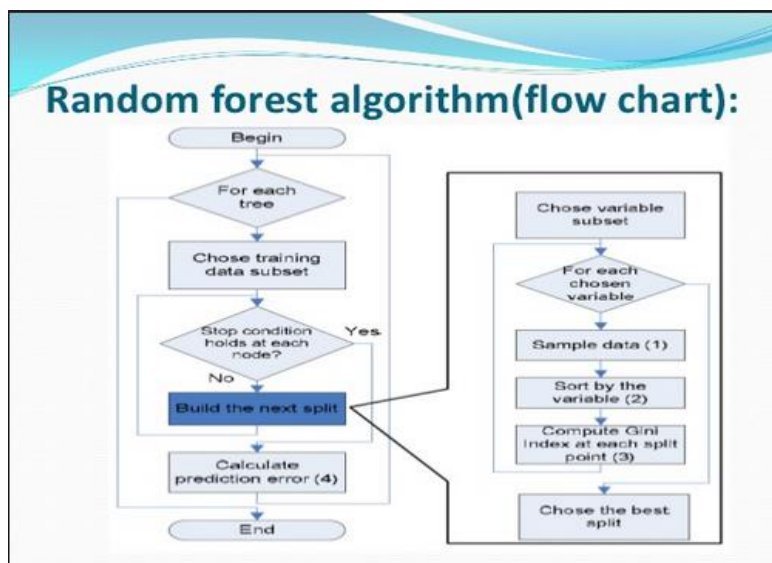 Random forest algorithm(flow chart):
Begin
For each
tree
Chose training
data subset
Stop condition
holds at each
node?
Yes
No
Build the next split
Calculate
prediction error (4)
End
Chose variable
subset
For each
chosen
variable
Sample data (1)
Sort by the
variable (2)
Compute Gini
index at each split
point (3)
Chose the best
split